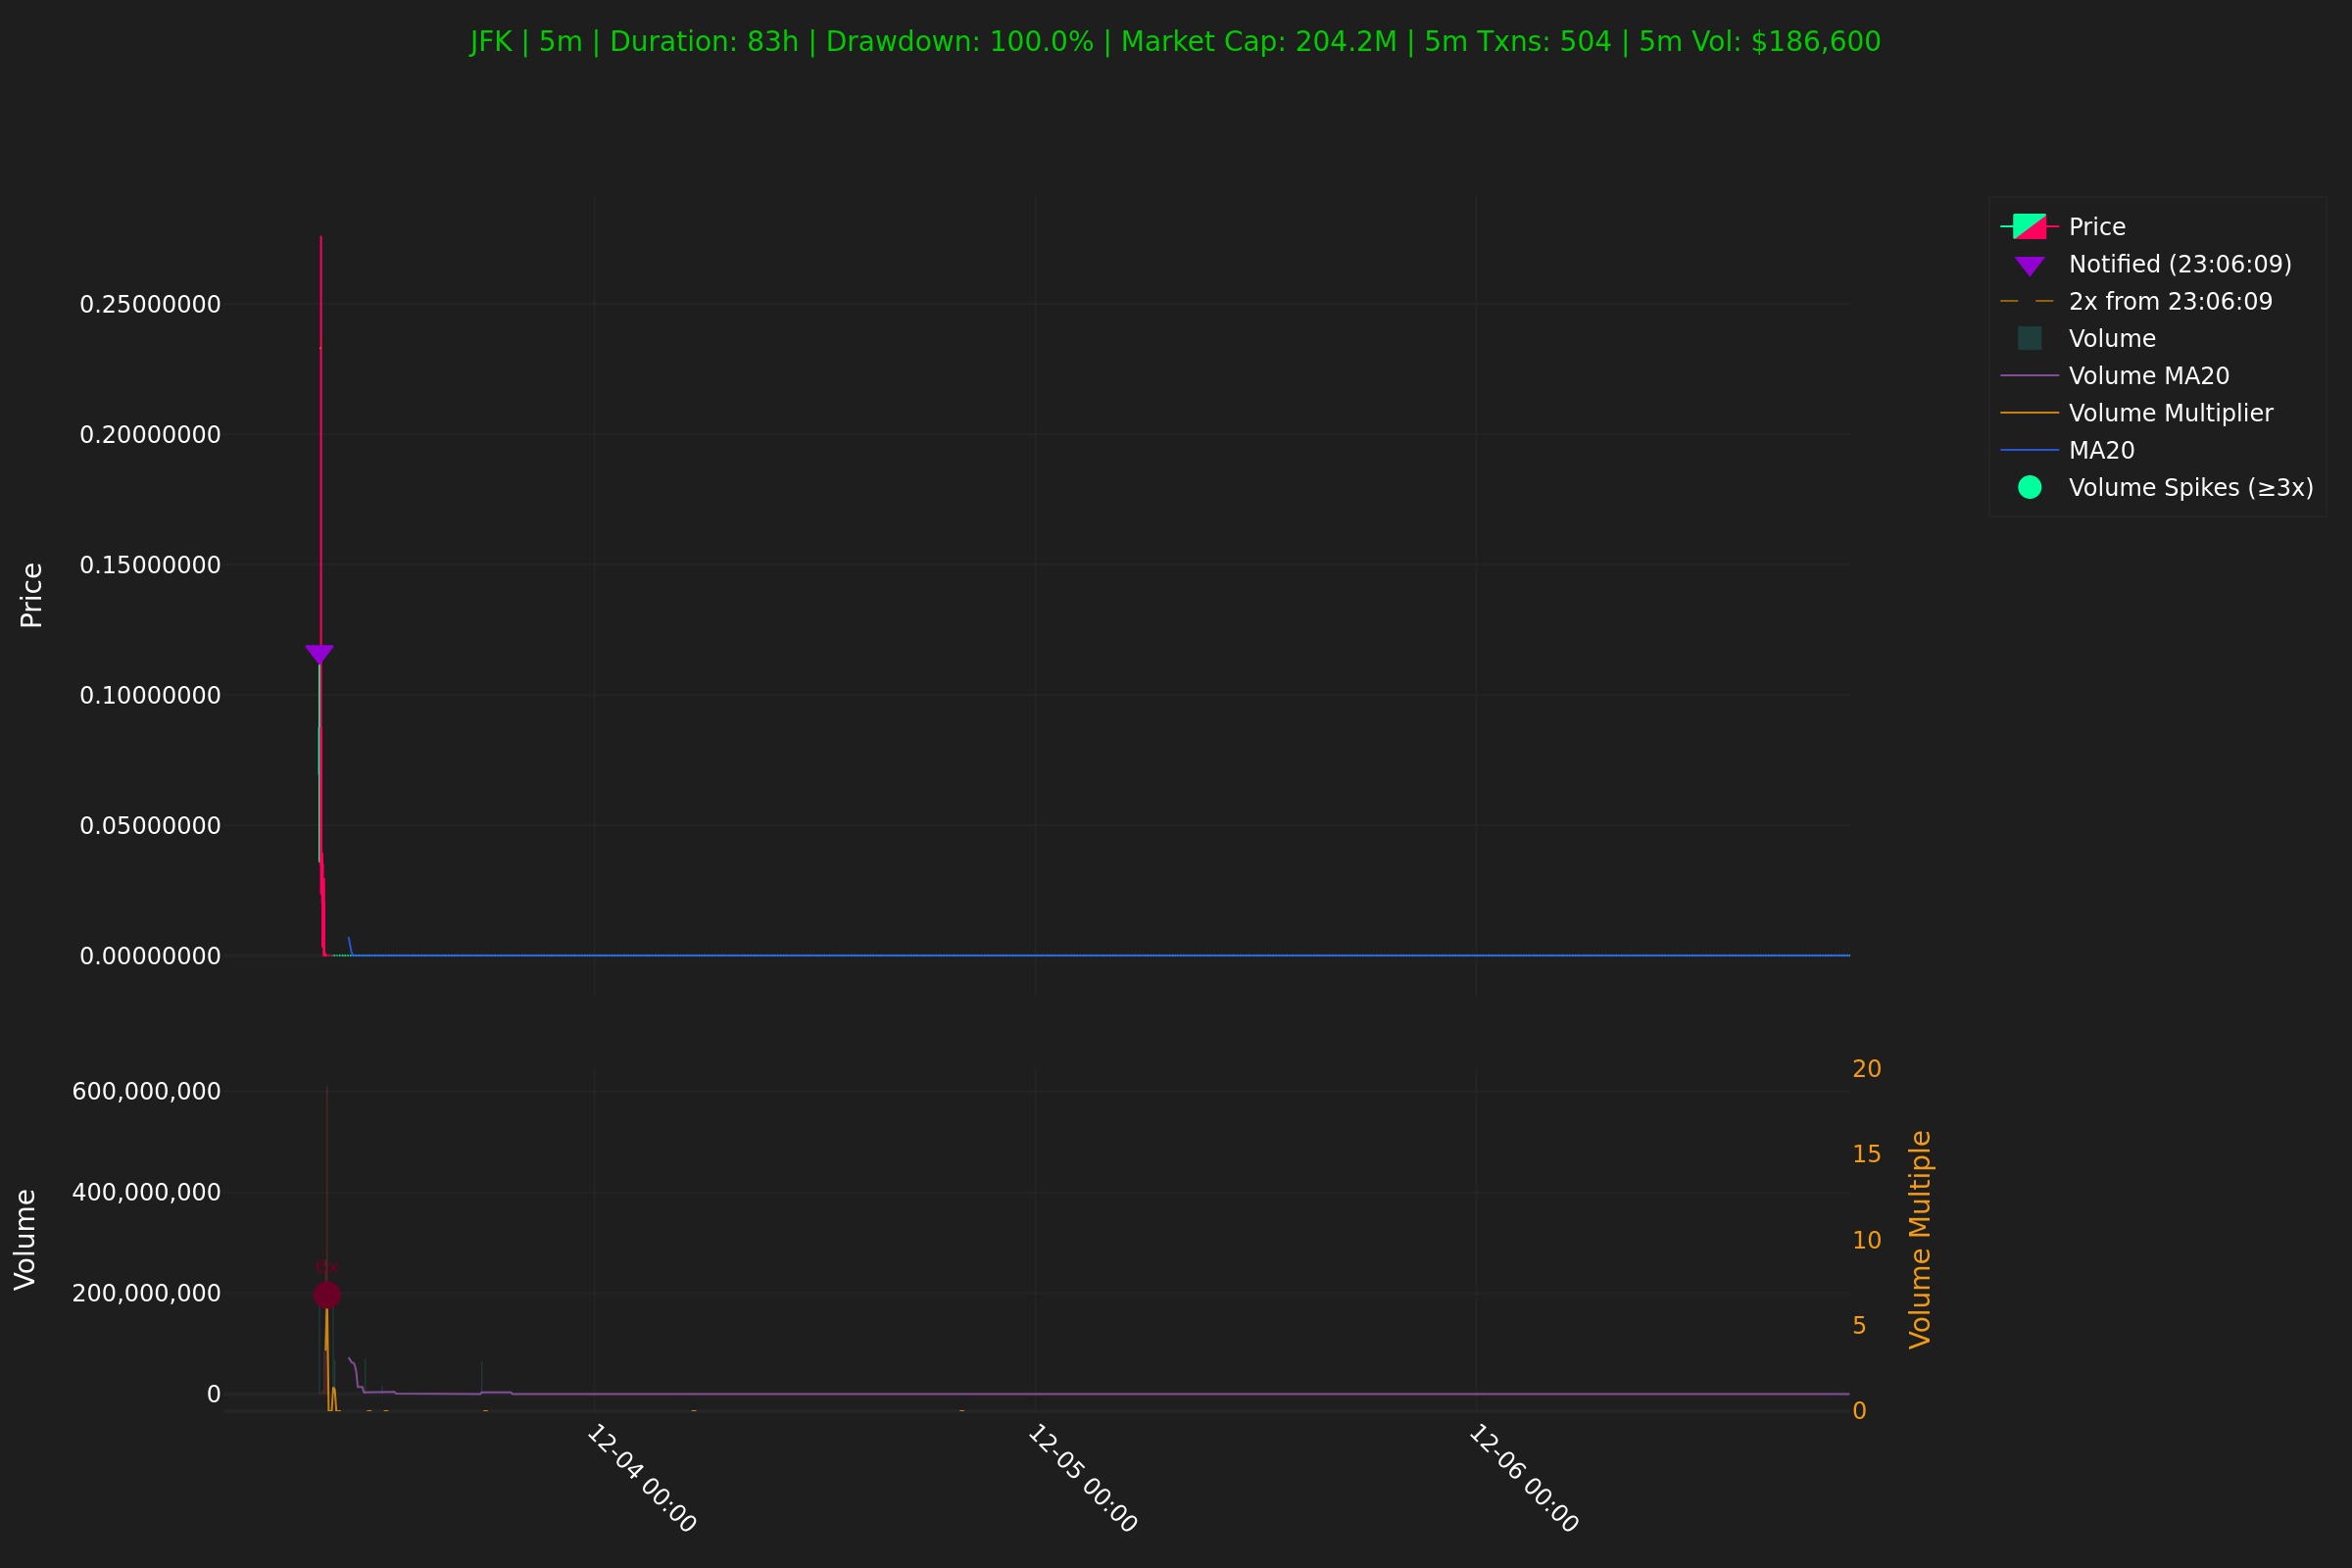 JFK | 5m | Duration: 83h | Drawdown: 100.0% | Market Cap: 204.2M | 5m Txns: 504 | 5m Vol: $186,600
Price
Notified (23:06:09)
2x from 23:06:09
Volume
Volume MA20
Volume Multiplier
MA20
Volume Spikes (≥3x)
0.25000000
0.20000000
0.15000000
0.10000000
0.05000000
0.00000000
Price
600,000,000
400,000,000
200,000,000
0
Volume
20
15
10
5
0
Volume Multiple
12-04 00:00
12-05 00:00
12-06 00:00